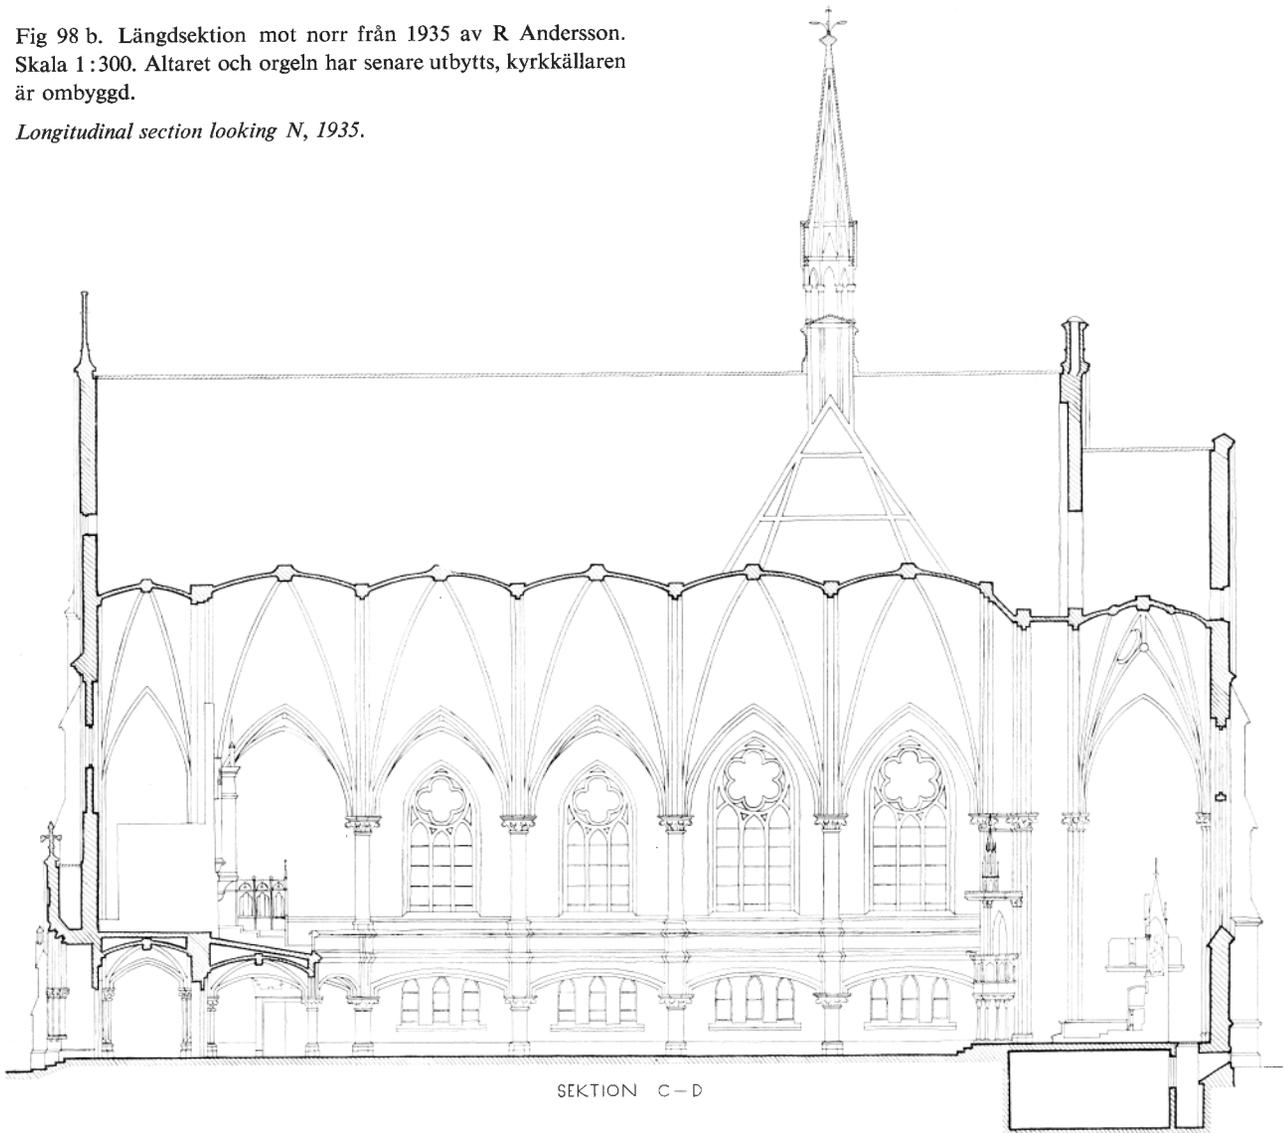 Fig 98 b. Längdsektion mot norr från 1935 av R Andersson.
Skala 1:300. Altaret och orgeln har senare utbytts, kyrkkällaren
är ombyggd.
Longitudinal section looking N, 1935.
SEKTION C – D